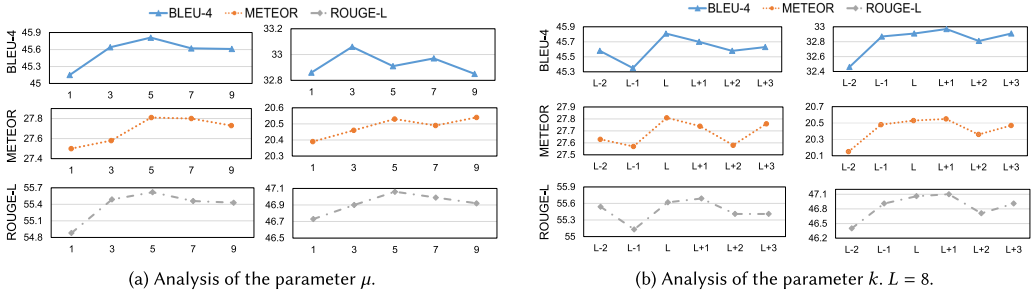 BLEU-4 METEOR ROUGE-L
BLEU-4
45.9
45.6
45.3
45
1 3 5 7 9
33.2
33
32.8
1 3 5 7 9
METEOR
27.8
27.6
27.4
1 3 5 7 9
20.6
20.5
20.4
20.3
1 3 5 7 9
ROUGE-L
55.7
55.4
55.1
54.8
1 3 5 7 9
47.1
46.9
46.7
46.5
1 3 5 7 9
(a) Analysis of the parameter μ.
BLEU-4 METEOR ROUGE-L
BLEU-4
45.9
45.7
45.5
45.3
L-2 L-1 L L+1 L+2 L+3
33
32.8
32.6
32.4
L-2 L-1 L L+1 L+2 L+3
METEOR
27.9
27.8
27.7
27.6
27.5
L-2 L-1 L L+1 L+2 L+3
20.7
20.5
20.3
20.1
L-2 L-1 L L+1 L+2 L+3
ROUGE-L
55.9
55.6
55.3
55
L-2 L-1 L L+1 L+2 L+3
47.1
46.8
46.5
46.2
L-2 L-1 L L+1 L+2 L+3
(b) Analysis of the parameter k. L = 8.